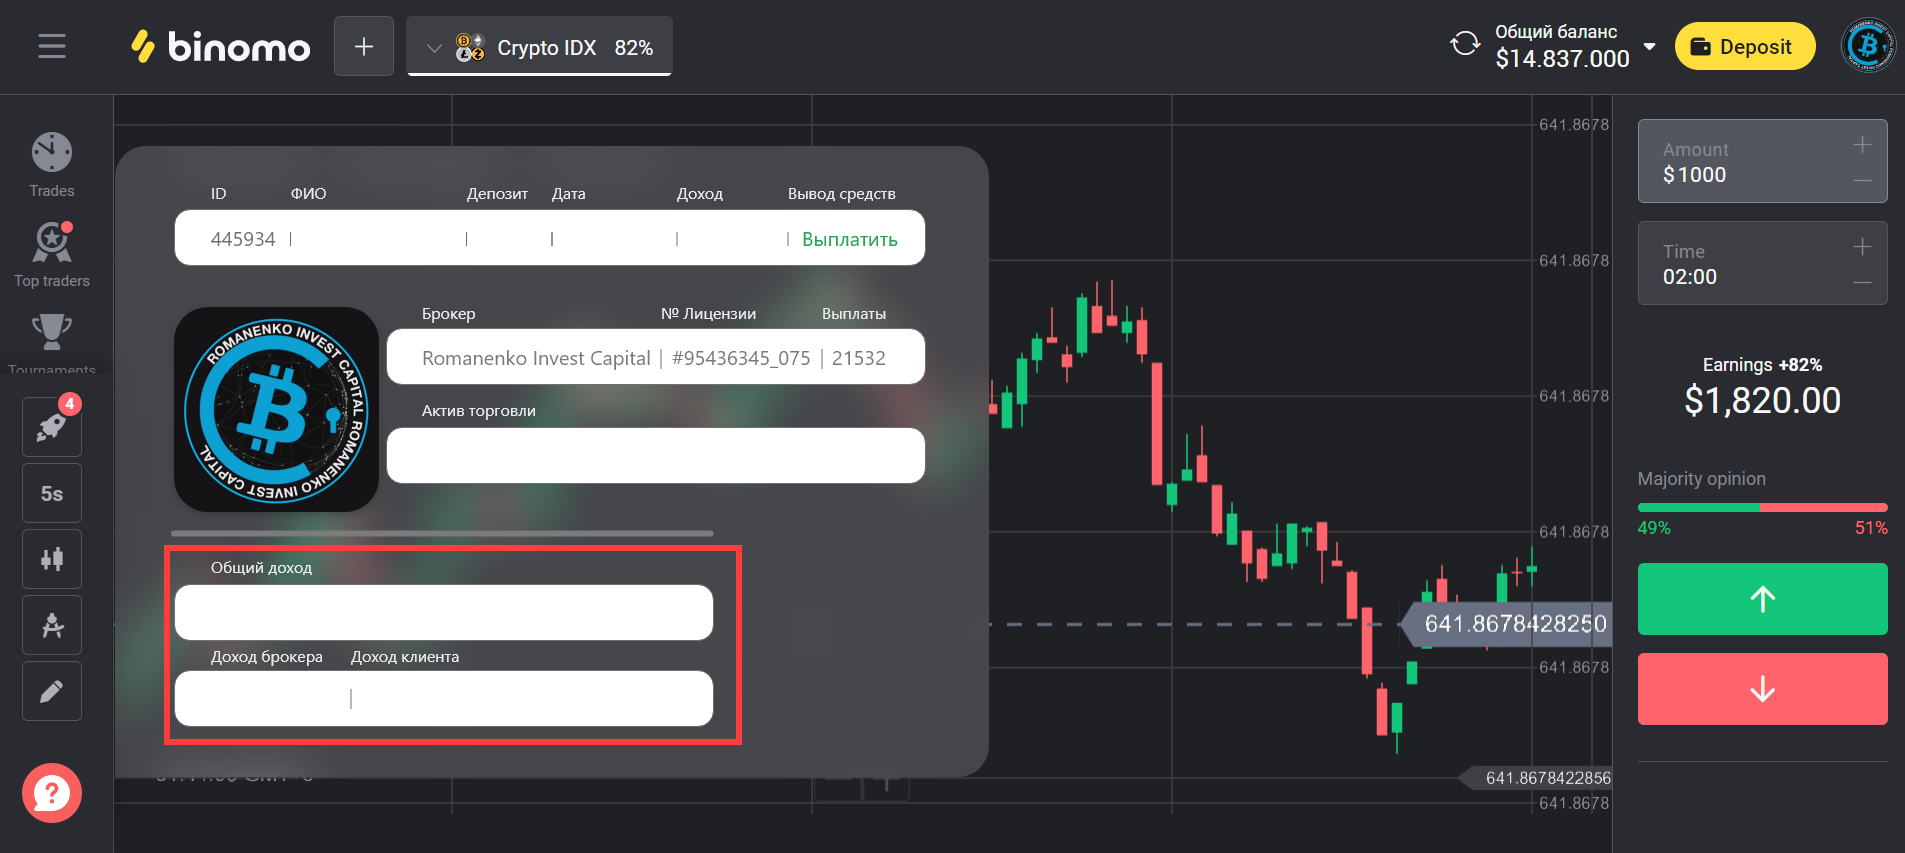 binomo
+
Crypto IDX 82%
Общий баланс
$14.837.000
Deposit
Trades
Top traders
Tournaments
4
5s
?
ID ФИО Депозит Дата Доход Вывод средств
445934 | | | | | Выплатить
Брокер № Лицензии Выплаты
Romanenko Invest Capital | #95436345_075 | 21532
ROMANENKO INVEST CAPITAL ROMANENKO INVEST CAPITAL
Актив торговли
Общий доход
Доход брокера Доход клиента
|
641.8678
641.8678
641.8678
641.8678
641.8678428250
641.8678
641.8678422856
641.8678
Amount
$1000
Time
02:00
Earnings +82%
$1,820.00
Majority opinion
49% 51%